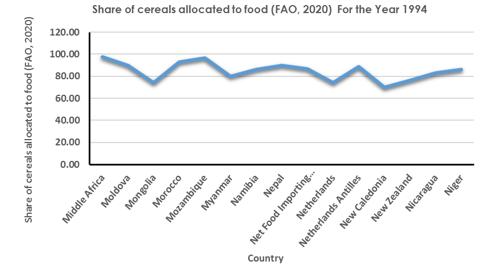 Share of cereals allocated to food (FAO, 2020) For the Year 1994
Share of cereals allocated to food (FAO, 2020)
120.00
100.00
80.00
60.00
40.00
20.00
0.00
Middle Africa
Moldova
Mongolia
Morocco
Mozambique
Myanmar
Namibia
Nepal
Net Food Importing...
Netherlands
Netherlands Antilles
New Caledonia
New Zealand
Nicaragua
Niger
Country